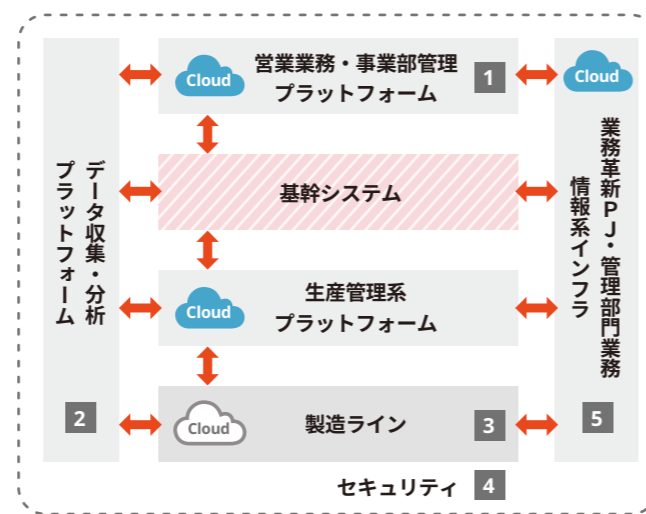 データ収集・分析
プラットフォーム
2
Cloud
営業業務・事業部管理
プラットフォーム
1
基幹システム
Cloud
生産管理系
プラットフォーム
Cloud
製造ライン
3
セキュリティ
4
Cloud
業務革新PJ・管理部門業務
情報系インフラ
5